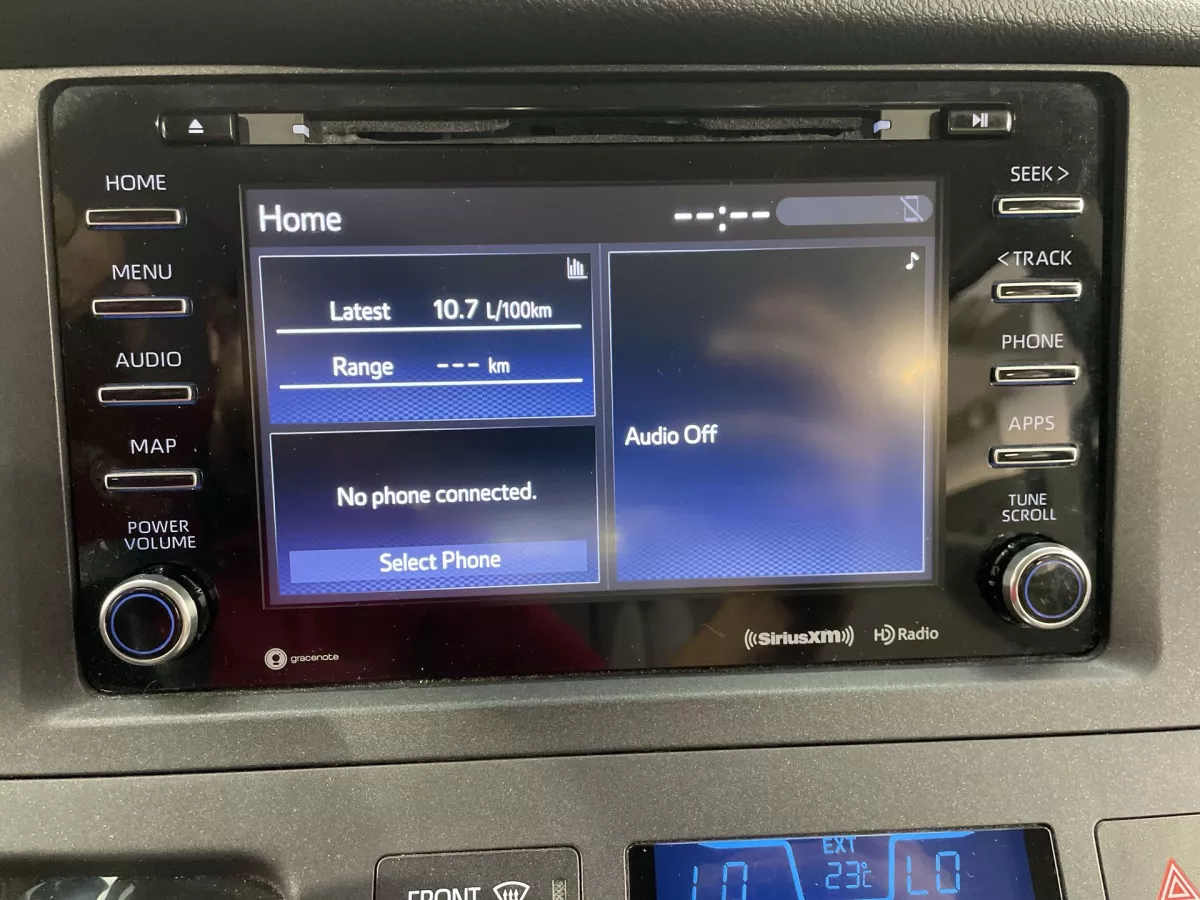 HOME
MENU
AUDIO
MAP
POWER
VOLUME
Home
--:--
Latest 10.7 L/100km
Range --- km
No phone connected.
Select Phone
Audio Off
SEEK >
< TRACK
PHONE
APPS
TUNE
SCROLL
gracenote
((SiriusXM))
HD Radio
FRONT
LO
EXT
23°C
LO